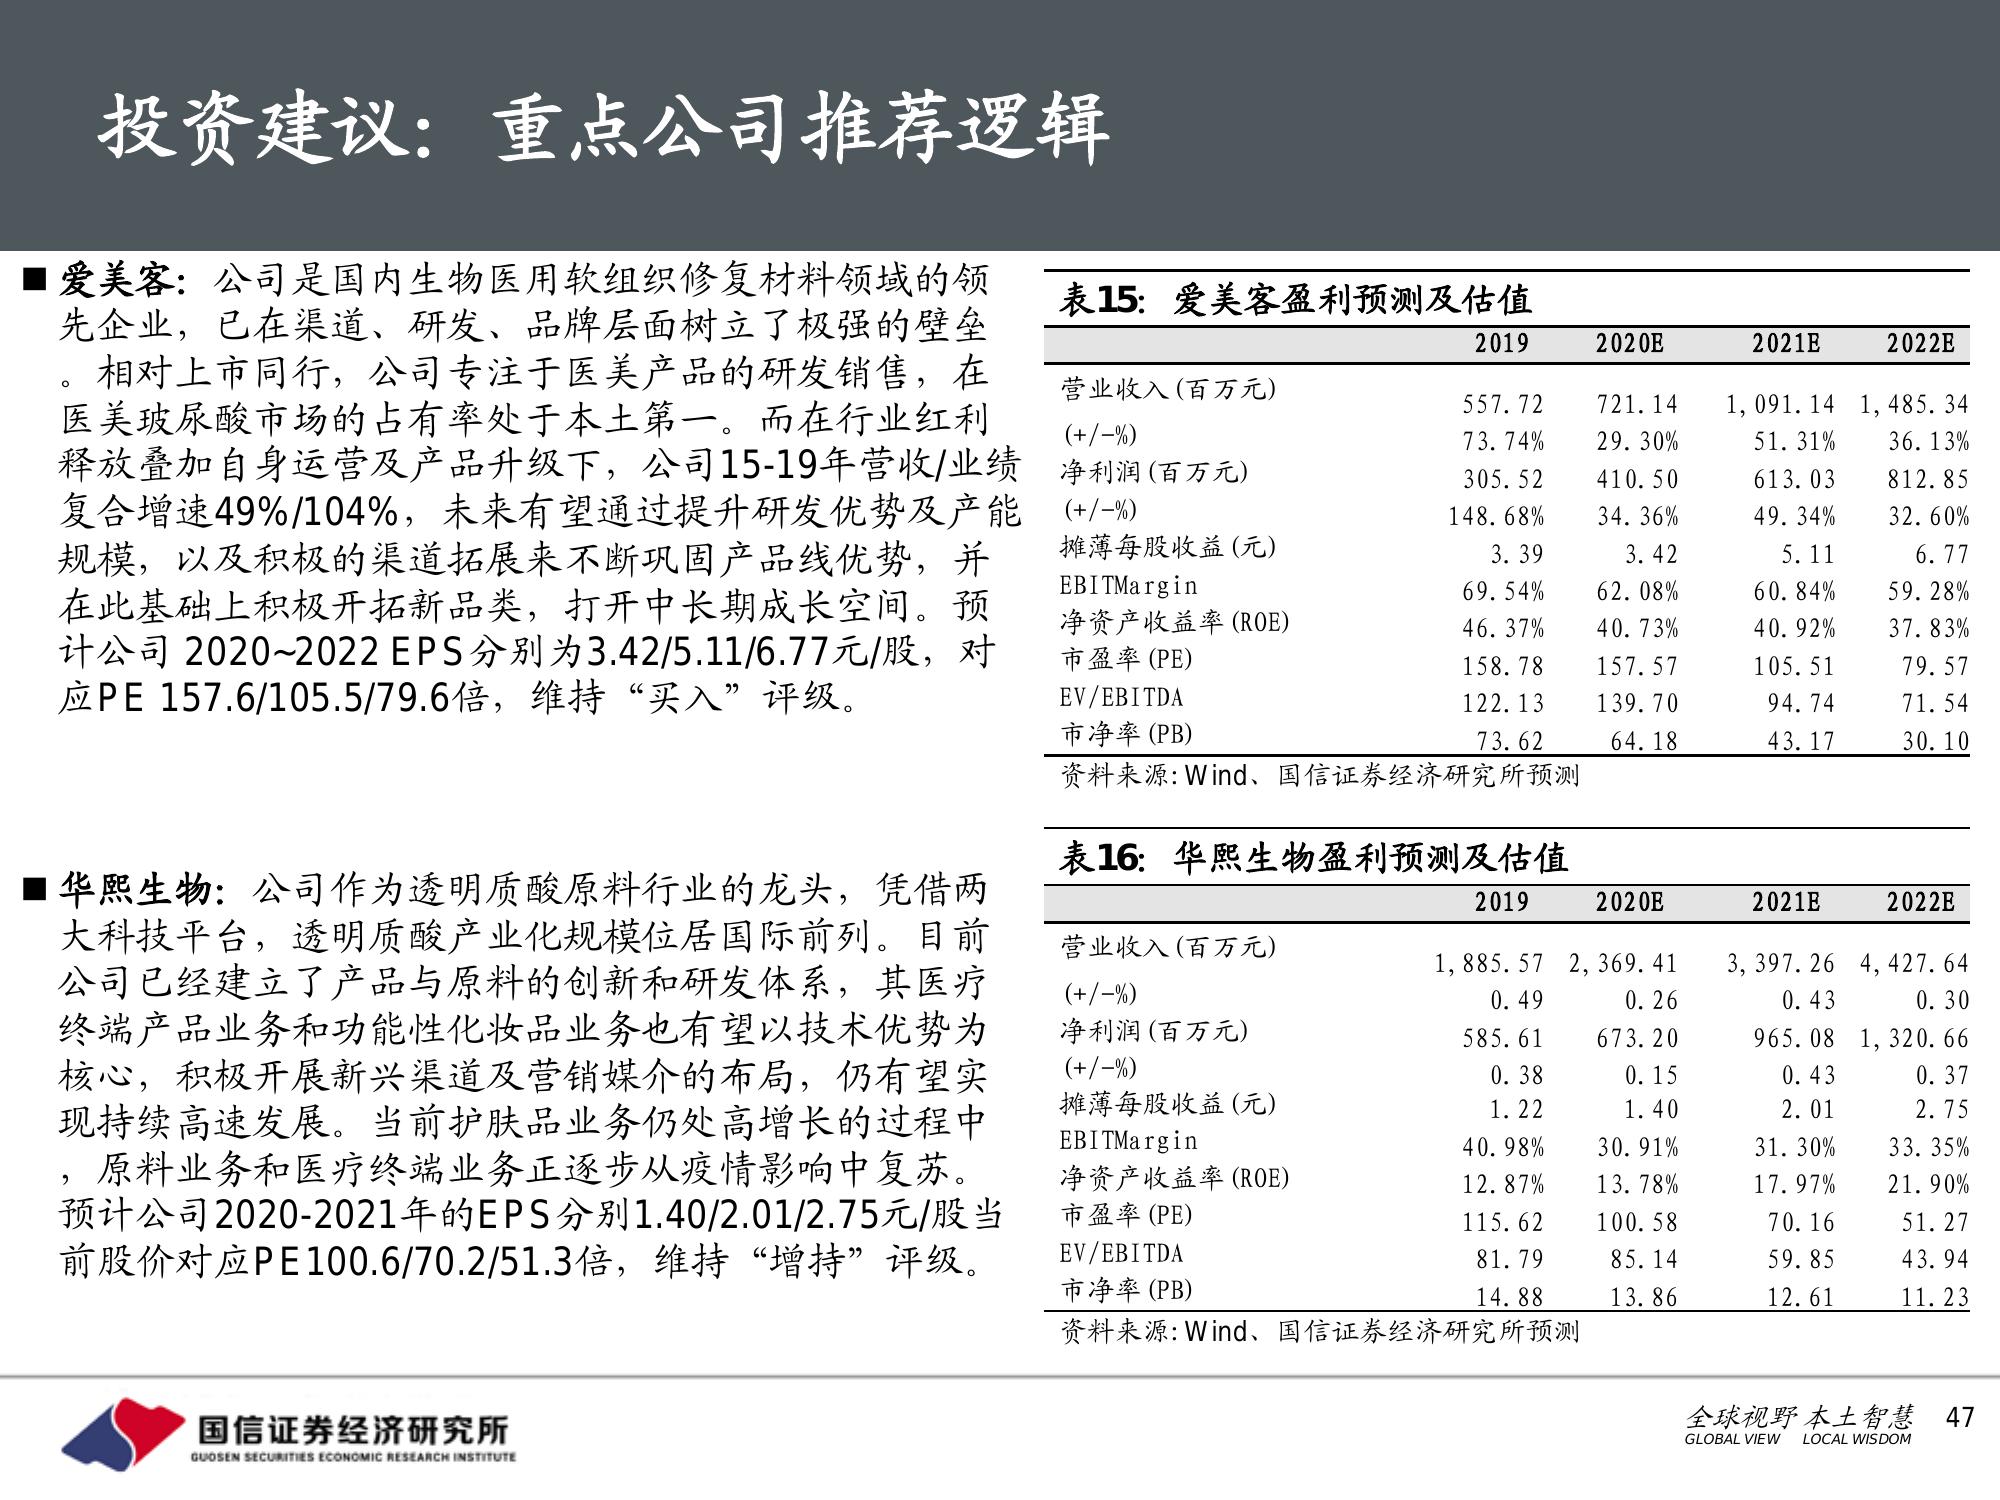 投资建议：重点公司推荐逻辑
■ 爱美客：公司是国内生物医用软组织修复材料领域的领
先企业，已在渠道、研发、品牌层面树立了极强的壁垒
。相对上市同行，公司专注于医美产品的研发销售，在
医美玻尿酸市场的占有率处于本土第一。而在行业红利
释放叠加自身运营及产品升级下，公司15-19年营收/业绩
复合增速49%/104%，未来有望通过提升研发优势及产能
规模，以及积极的渠道拓展来不断巩固产品线优势，并
在此基础上积极开拓新品类，打开中长期成长空间。预
计公司 2020~2022 EPS分别为3.42/5.11/6.77元/股，对
应PE 157.6/105.5/79.6倍，维持“买入”评级。
■ 华熙生物：公司作为透明质酸原料行业的龙头，凭借两
大科技平台，透明质酸产业化规模位居国际前列。目前
公司已经建立了产品与原料的创新和研发体系，其医疗
终端产品业务和功能性化妆品业务也有望以技术优势为
核心，积极开展新兴渠道及营销媒介的布局，仍有望实
现持续高速发展。当前护肤品业务仍处高增长的过程中
，原料业务和医疗终端业务正逐步从疫情影响中复苏。
预计公司2020-2021年的EPS分别1.40/2.01/2.75元/股当
前股价对应PE100.6/70.2/51.3倍，维持“增持”评级。
表15: 爱美客盈利预测及估值
2019 2020E 2021E 2022E
营业收入(百万元) 557.72 721.14 1,091.14 1,485.34
(+/-%) 73.74% 29.30% 51.31% 36.13%
净利润(百万元) 305.52 410.50 613.03 812.85
(+/-%) 148.68% 34.36% 49.34% 32.60%
摊薄每股收益(元) 3.39 3.42 5.11 6.77
EBITMargin 69.54% 62.08% 60.84% 59.28%
净资产收益率(ROE) 46.37% 40.73% 40.92% 37.83%
市盈率(PE) 158.78 157.57 105.51 79.57
EV/EBITDA 122.13 139.70 94.74 71.54
市净率(PB) 73.62 64.18 43.17 30.10
资料来源: Wind、国信证券经济研究所预测
表16: 华熙生物盈利预测及估值
2019 2020E 2021E 2022E
营业收入(百万元) 1,885.57 2,369.41 3,397.26 4,427.64
(+/-%) 0.49 0.26 0.43 0.30
净利润(百万元) 585.61 673.20 965.08 1,320.66
(+/-%) 0.38 0.15 0.43 0.37
摊薄每股收益(元) 1.22 1.40 2.01 2.75
EBITMargin 40.98% 30.91% 31.30% 33.35%
净资产收益率(ROE) 12.87% 13.78% 17.97% 21.90%
市盈率(PE) 115.62 100.58 70.16 51.27
EV/EBITDA 81.79 85.14 59.85 43.94
市净率(PB) 14.88 13.86 12.61 11.23
资料来源: Wind、国信证券经济研究所预测
国信证券经济研究所
GUOSEN SECURITIES ECONOMIC RESEARCH INSTITUTE
全球视野 本土智慧
GLOBAL VIEW LOCAL WISDOM
47